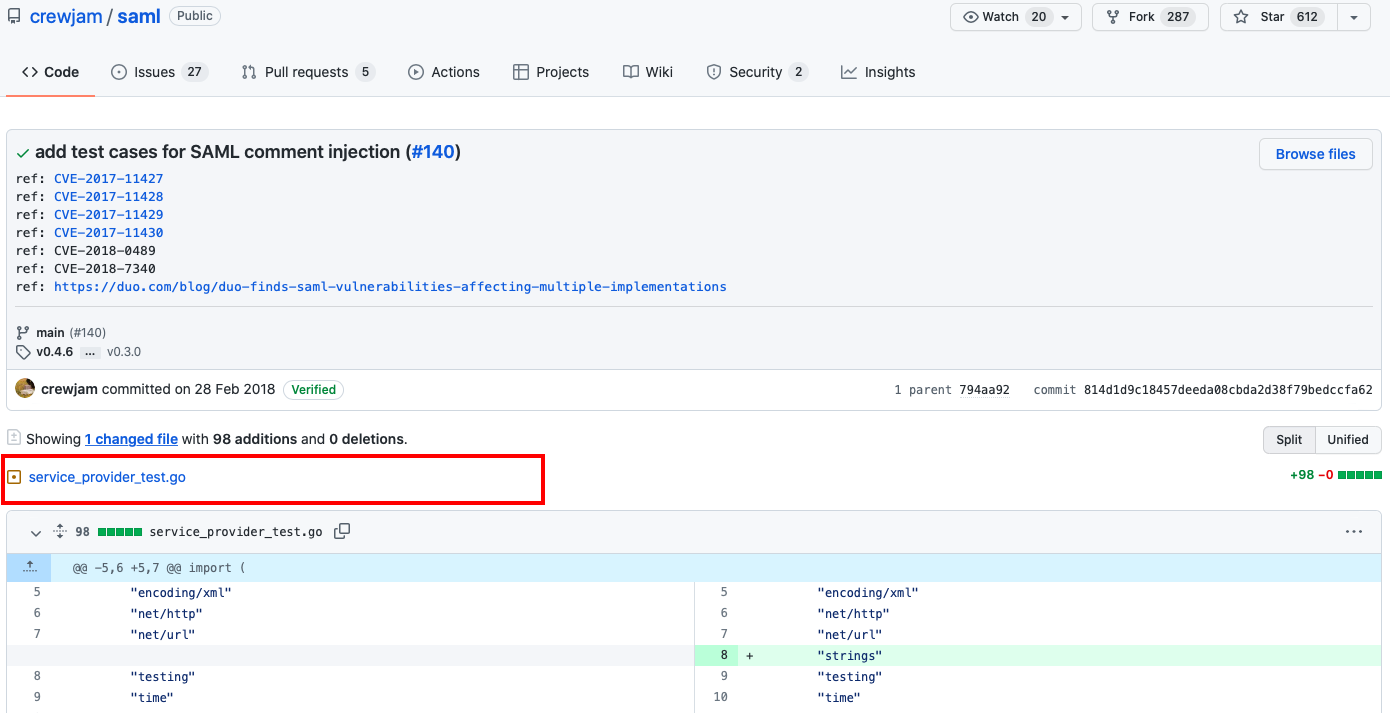 crewjam / saml Public
Watch 20 Fork 287 Star 612
Code Issues 27 Pull requests 5 Actions Projects Wiki Security 2 Insights
add test cases for SAML comment injection (#140)
Browse files
ref: CVE-2017-11427
ref: CVE-2017-11428
ref: CVE-2017-11429
ref: CVE-2017-11430
ref: CVE-2018-0489
ref: CVE-2018-7340
ref: https://duo.com/blog/duo-finds-saml-vulnerabilities-affecting-multiple-implementations
main (#140)
v0.4.6 ... v0.3.0
crewjam committed on 28 Feb 2018 Verified
1 parent 794aa92 commit 814d1d9c18457deeda08cbda2d38f79bedccfa62
Showing 1 changed file with 98 additions and 0 deletions.
Split Unified
service_provider_test.go
+98 −0
98 service_provider_test.go
...
@@ -5,6 +5,7 @@ import (
5 "encoding/xml" 5 "encoding/xml"
6 "net/http" 6 "net/http"
7 "net/url" 7 "net/url"
8 + "strings"
8 "testing" 9 "testing"
9 "time" 10 "time"